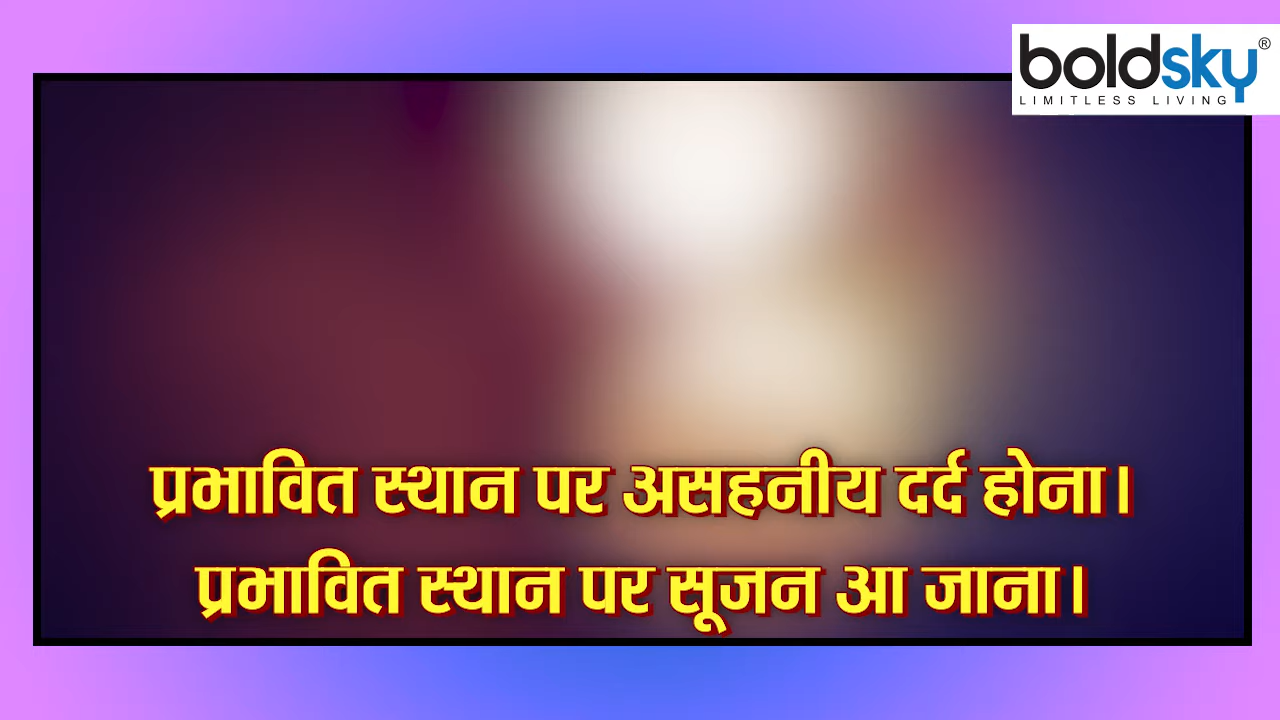 boldsky®
LIMITLESS LIVING
प्रभावित स्थान पर असहनीय दर्द होना।
प्रभावित स्थान पर सूजन आ जाना।